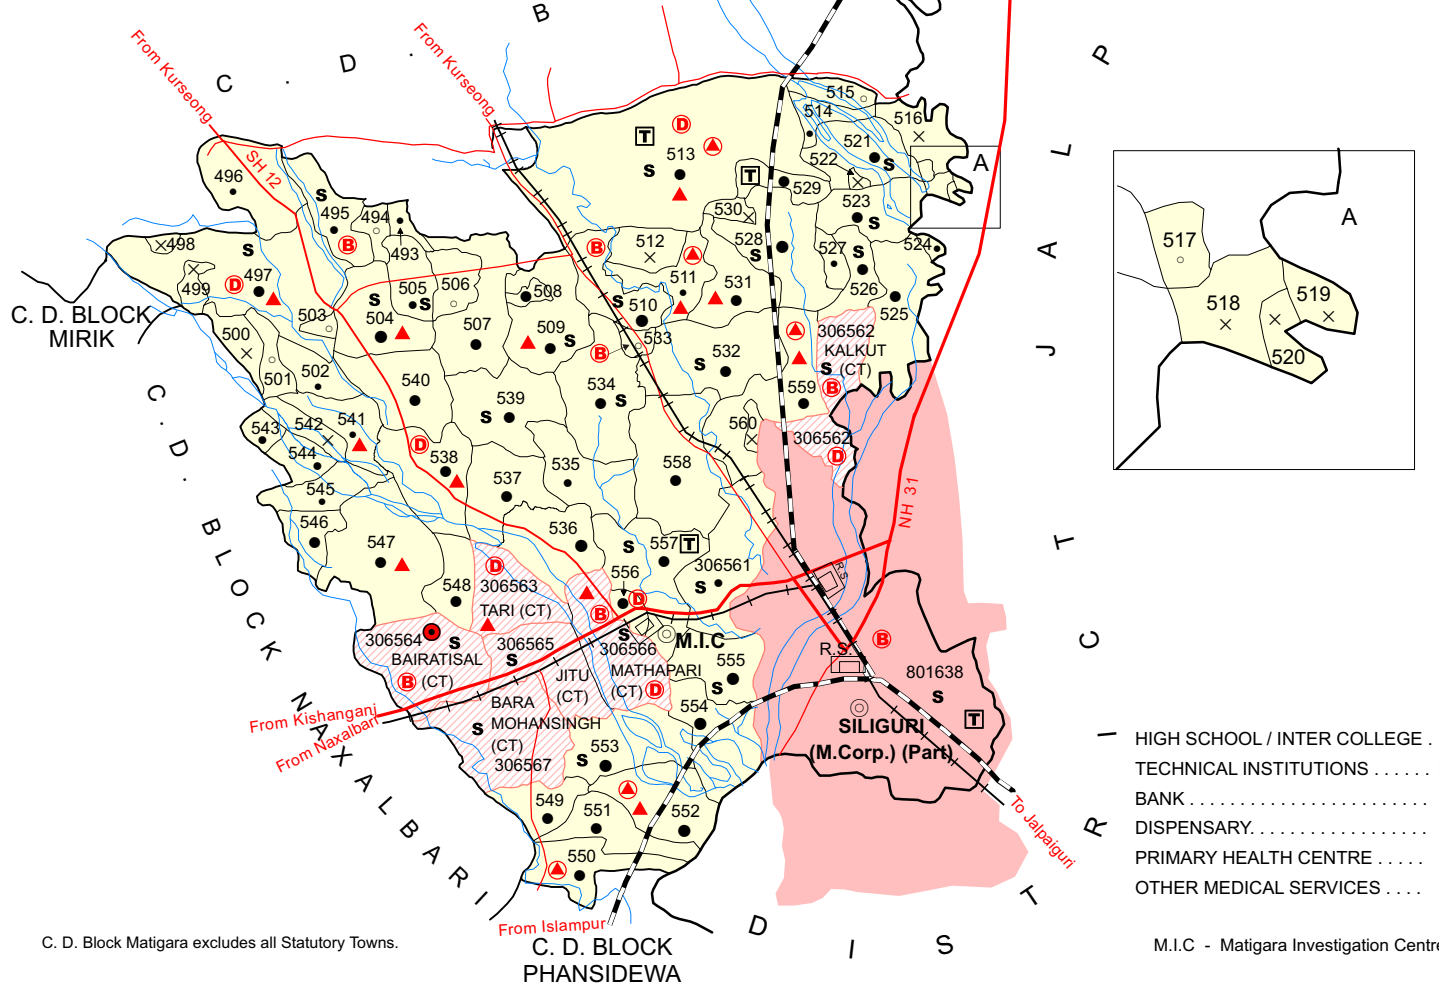 C . D . B
P
A L
J
From Kurseong
From Kurseong
SH 12
515
514
516
T
D
513
S
521
S
522
A
496
T
529
S
495
494
530
523
S
B
493
498
S
512
528
S
527
S
524
B
497
D
499
511
531
526
525
505
506
508
S
S
S
510
503
504
507
509
S
533
306562
KALKUT
(CT)
S
B
500
501
502
532
S
B
534
S
559
540
539
S
560
306562
D
541
542
543
544
D
538
535
558
537
545
546
536
547
S
557
T
NH 31
306561
S
548
D
306563
TARI (CT)
556
D
B
R.S
306564
S
BAIRATISAL
(CT)
B
306565
S
S
306566
MATHAPARI
(CT)
D
M.I.C
JITU
(CT)
555
S
554
R.S.
B
801638
S
T
SILIGURI
(M.Corp.) (Part)
BARA
MOHANSINGH
(CT)
306567
S
553
S
549
551
552
550
From Kishanganj
From Naxalbari
From Islampur
To Jalpaiguri
C. D. BLOCK
MIRIK
C. D. BLOCK NAXALBARI
C. D. BLOCK
PHANSIDEWA
D I S T R I C T J A L P
A
517
518
519
520
HIGH SCHOOL / INTER COLLEGE .
TECHNICAL INSTITUTIONS . . . . . .
BANK . . . . . . . . . . . . . . . . . . . . . . . .
DISPENSARY. . . . . . . . . . . . . . . . . .
PRIMARY HEALTH CENTRE . . . . .
OTHER MEDICAL SERVICES . . . .
C. D. Block Matigara excludes all Statutory Towns.
M.I.C - Matigara Investigation Centre